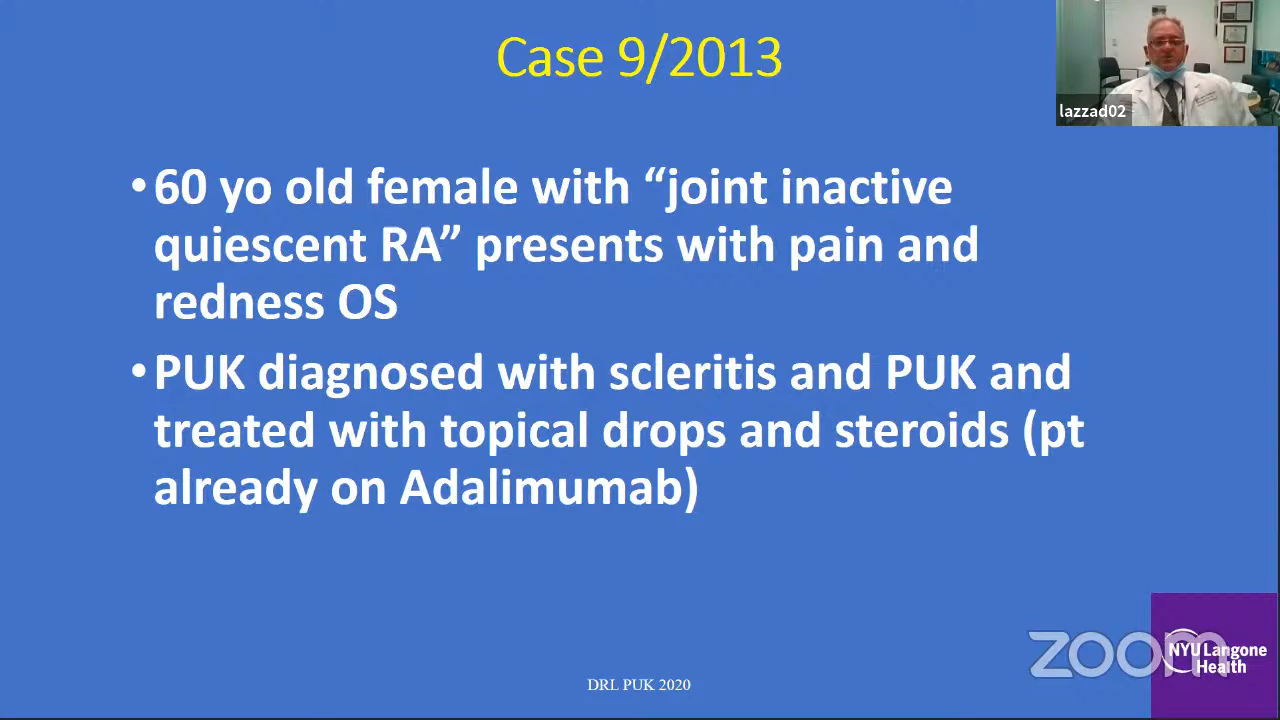 Case 9/2013
lazzad02
•60 yo old female with “joint inactive
quiescent RA” presents with pain and
redness OS
•PUK diagnosed with scleritis and PUK and
treated with topical drops and steroids (pt
already on Adalimumab)
zoom
NYU Langone
Health
DRL PUK 2020